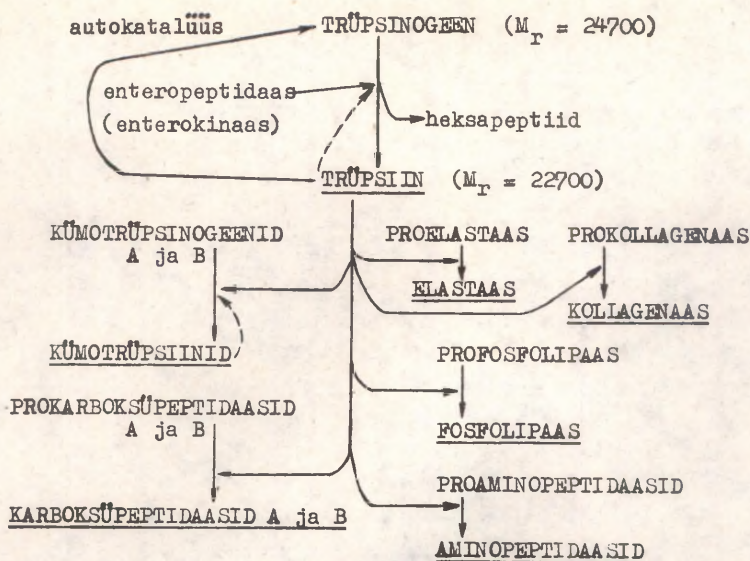 autokatalüüs TRÜPSINOGEEN (Mr = 24700)
enteropeptidaas
(enterokinaas)
heksapeptiid
TRÜPSIIN (Mr = 22700)
KÜMOTRÜPSINOGEENID
A ja B
PROELASTAAS
PROKOLLAGENAAS
ELASTAAS
KOLLAGENAAS
KÜMOTRÜPSIINID
PROFOSFOLIPAAS
PROKARBOKSÜPEPTIDAASID
A ja B
FOSFOLIPAAS
PROAMINOPEPTIDAASID
KARBOKSÜPEPTIDAASID A ja B
AMINOPEPTIDAASID